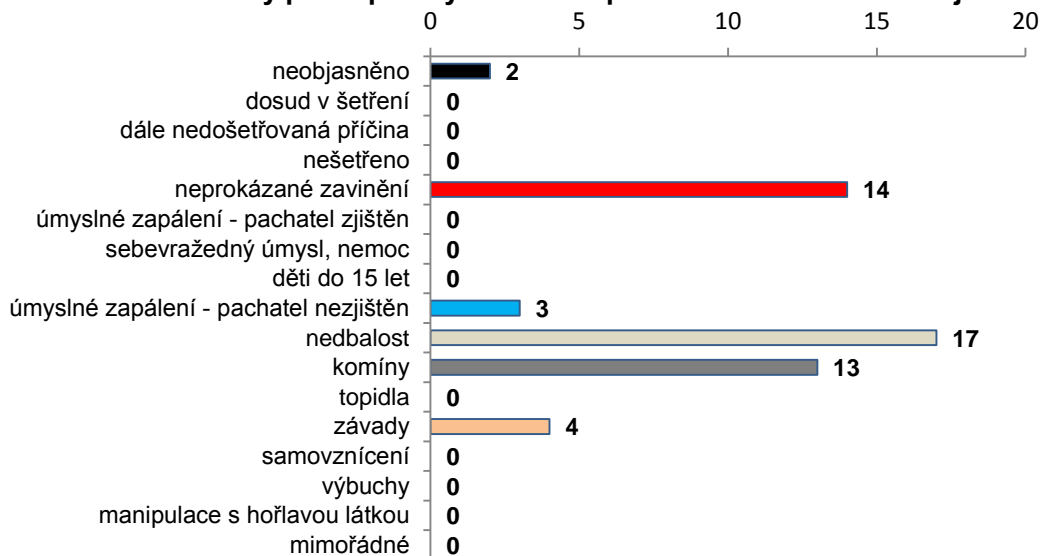 0 5 10 15 20
neobjasněno 2
dosud v šetření 0
dále nedošetřovaná příčina 0
nešetřeno 0
neprokázané zavinění 14
úmyslné zapálení - pachatel zjištěn 0
sebevražedný úmysl, nemoc 0
děti do 15 let 0
úmyslné zapálení - pachatel nezjištěn 3
nedbalost 17
komíny 13
topidla 0
závady 4
samovznícení 0
výbuchy 0
manipulace s hořlavou látkou 0
mimořádné 0